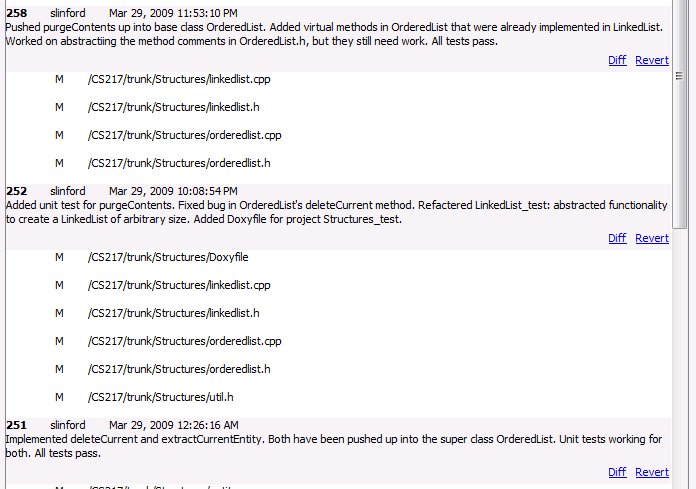 258 slinford Mar 29, 2009 11:53:10 PM
Pushed purgeContents up into base class OrderedList. Added virtual methods in OrderedList that were already implemented in LinkedList.
Worked on abstractiing the method comments in OrderedList.h, but they still need work. All tests pass.
Diff Revert
M /CS217/trunk/Structures/linkedlist.cpp
M /CS217/trunk/Structures/linkedlist.h
M /CS217/trunk/Structures/orderedlist.cpp
M /CS217/trunk/Structures/orderedlist.h
252 slinford Mar 29, 2009 10:08:54 PM
Added unit test for purgeContents. Fixed bug in OrderedList's deleteCurrent method. Refactered LinkedList_test: abstracted functionality
to create a LinkedList of arbitrary size. Added Doxyfile for project Structures_test.
Diff Revert
M /CS217/trunk/Structures/Doxyfile
M /CS217/trunk/Structures/linkedlist.cpp
M /CS217/trunk/Structures/linkedlist.h
M /CS217/trunk/Structures/orderedlist.cpp
M /CS217/trunk/Structures/orderedlist.h
M /CS217/trunk/Structures/util.h
251 slinford Mar 29, 2009 12:26:16 AM
Implemented deleteCurrent and extractCurrentEntity. Both have been pushed up into the super class OrderedList. Unit tests working for
both. All tests pass.
Diff Revert